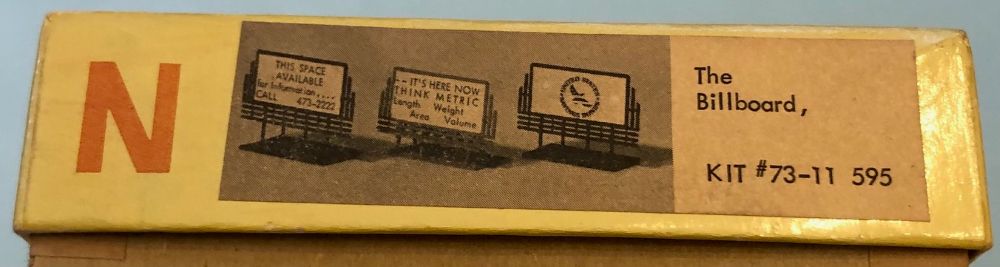 N
THIS SPACE
AVAILABLE
for Information....
CALL 473-2222
-- IT'S HERE NOW
THINK METRIC
Length Weight
Area Volume
The
Billboard,
KIT #73-11 595